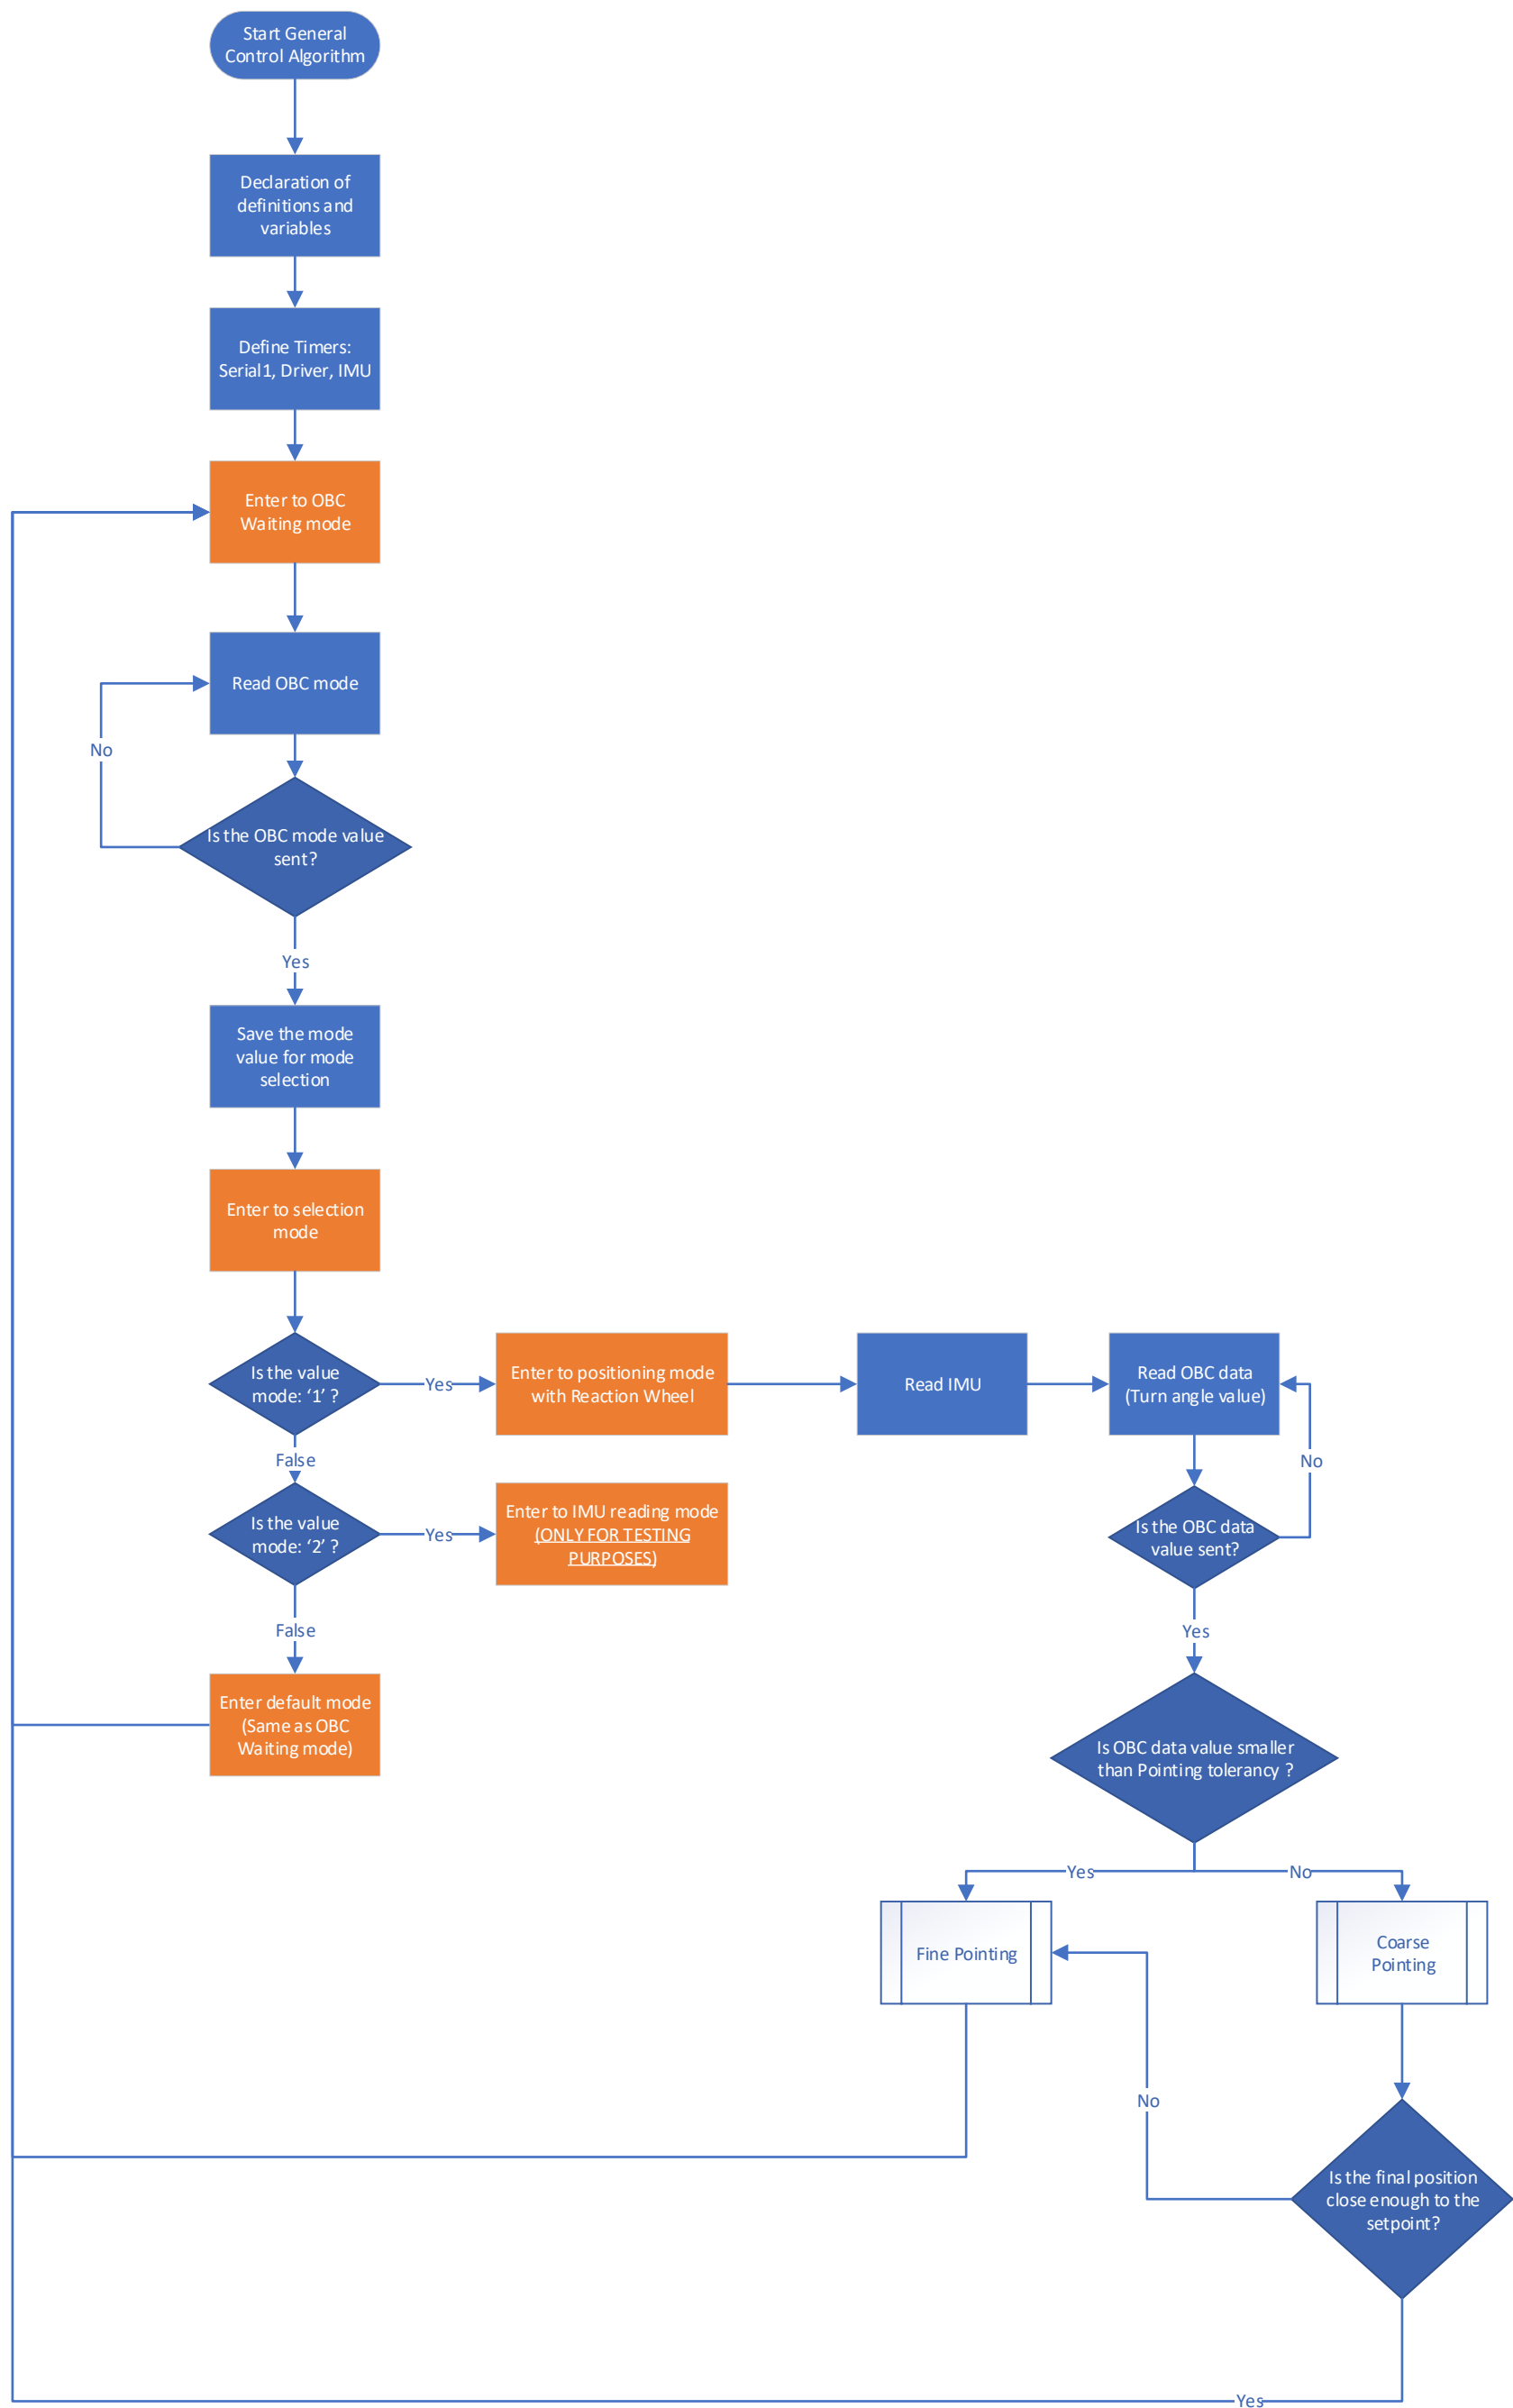 Start General
Control Algorithm
Declaration of
definitions and
variables
Define Timers:
Serial1, Driver, IMU
Enter to OBC
Waiting mode
Read OBC mode
No
Is the OBC mode value
sent?
Yes
Save the mode
value for mode
selection
Enter to selection
mode
Is the value
mode: ‘1’ ?
Yes
Enter to positioning mode
with Reaction Wheel
Read IMU
Read OBC data
(Turn angle value)
False
No
Is the value
mode: ‘2’ ?
Yes
Enter to IMU reading mode
(ONLY FOR TESTING
PURPOSES)
Is the OBC data
value sent?
False
Yes
Enter default mode
(Same as OBC
Waiting mode)
Is OBC data value smaller
than Pointing tolerancy ?
Yes
No
Fine Pointing
Coarse
Pointing
No
Is the final position
close enough to the
setpoint?
Yes